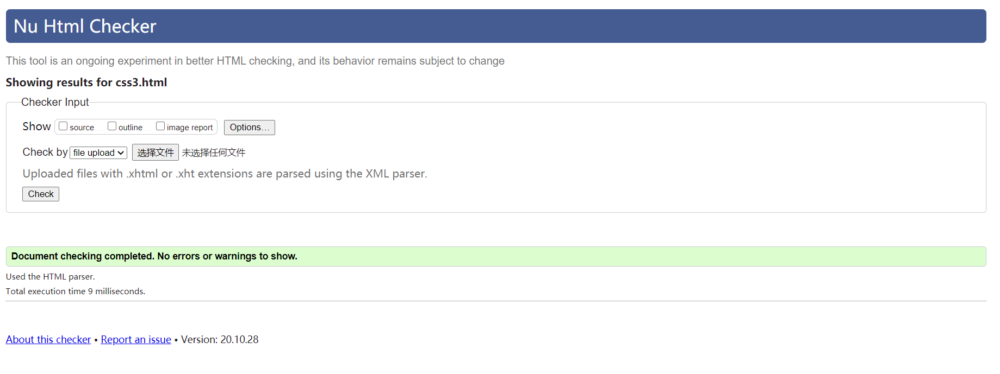 Nu Html Checker
This tool is an ongoing experiment in better HTML checking, and its behavior remains subject to change
Showing results for css3.html
Checker Input
Show source outline image report Options…
Check by file upload 选择文件 未选择任何文件
Uploaded files with .xhtml or .xht extensions are parsed using the XML parser.
Check
Document checking completed. No errors or warnings to show.
Used the HTML parser.
Total execution time 9 milliseconds.
About this checker • Report an issue • Version: 20.10.28